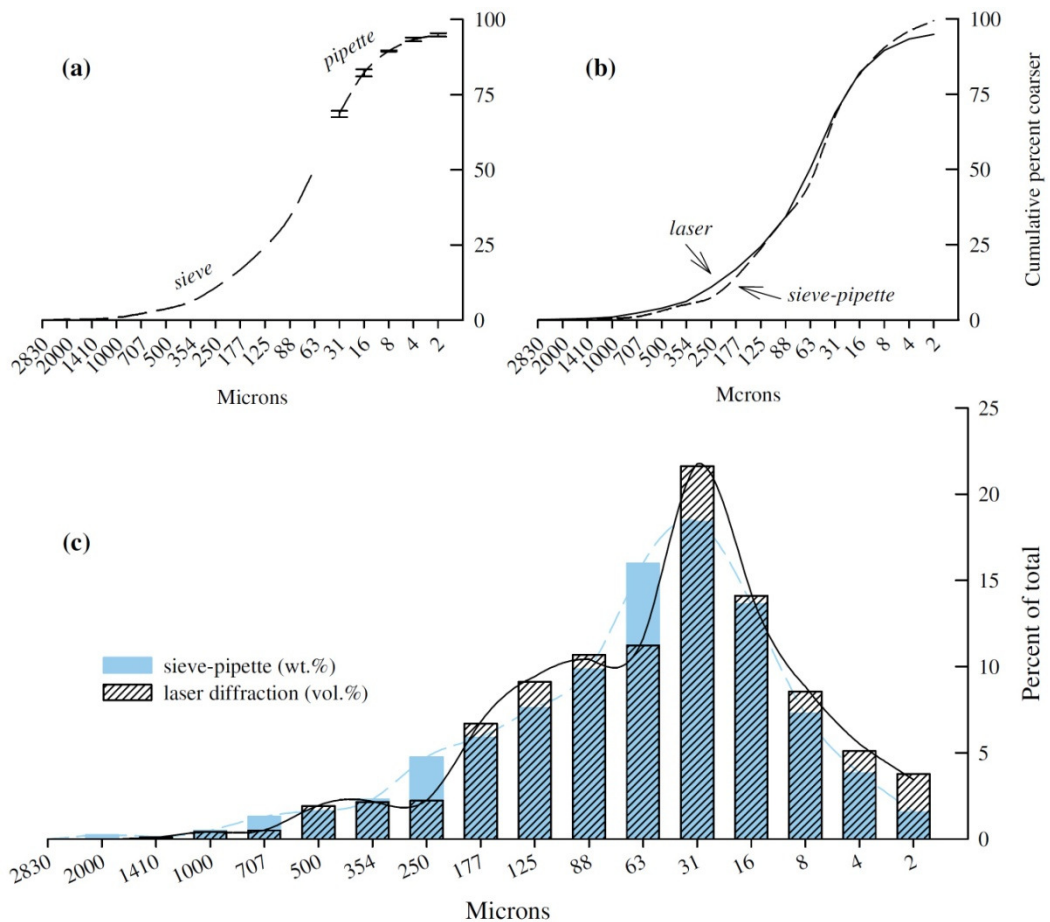 (a)
pipette
sieve
100
75
50
25
0
2830 2000 1410 1000 707 500 354 250 177 125 88 63 31 16 8 4 2
Microns
(b)
laser
sieve-pipette
100
75
50
25
0
Cumulative percent coarser
2830 2000 1410 1000 707 500 354 250 177 125 88 63 31 16 8 4 2
Mcrons
(c)
sieve-pipette (wt.%)
laser diffraction (vol.%)
25
20
15
10
5
0
Percent of total
2830 2000 1410 1000 707 500 354 250 177 125 88 63 31 16 8 4 2
Microns